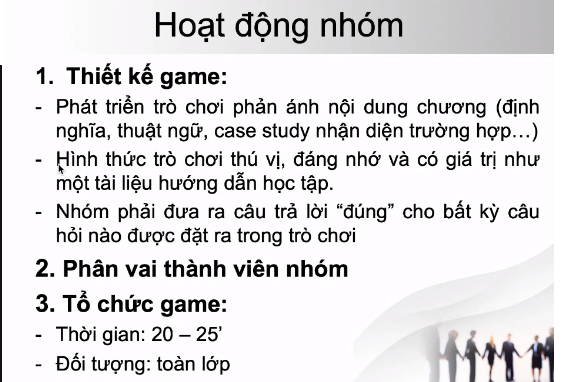 Hoạt động nhóm
1. Thiết kế game:
- Phát triển trò chơi phản ánh nội dung chương (định
nghĩa, thuật ngữ, case study nhận diện trường hợp...)
- Hình thức trò chơi thú vị, đáng nhớ và có giá trị như
một tài liệu hướng dẫn học tập.
- Nhóm phải đưa ra câu trả lời “đúng” cho bất kỳ câu
hỏi nào được đặt ra trong trò chơi
2. Phân vai thành viên nhóm
3. Tổ chức game:
- Thời gian: 20 – 25’
- Đối tượng: toàn lớp